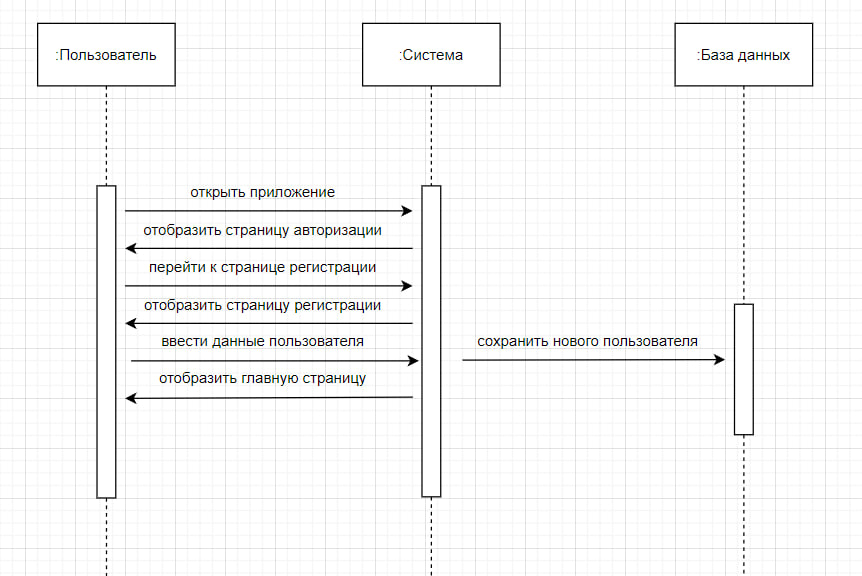 :Пользователь
:Система
:База данных
открыть приложение
отобразить страницу авторизации
перейти к странице регистрации
отобразить страницу регистрации
ввести данные пользователя
сохранить нового пользователя
отобразить главную страницу